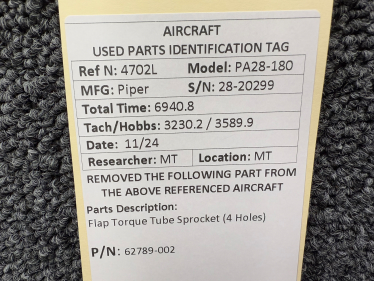 AIRCRAFT
USED PARTS IDENTIFICATION TAG
Ref N: 4702L Model: PA28-180
MFG: Piper S/N: 28-20299
Total Time: 6940.8
Tach/Hobbs: 3230.2 / 3589.9
Date: 11/24
Researcher: MT Location: MT
REMOVED THE FOLLOWING PART FROM
THE ABOVE REFERENCED AIRCRAFT
Parts Description:
Flap Torque Tube Sprocket (4 Holes)
P/N: 62789-002